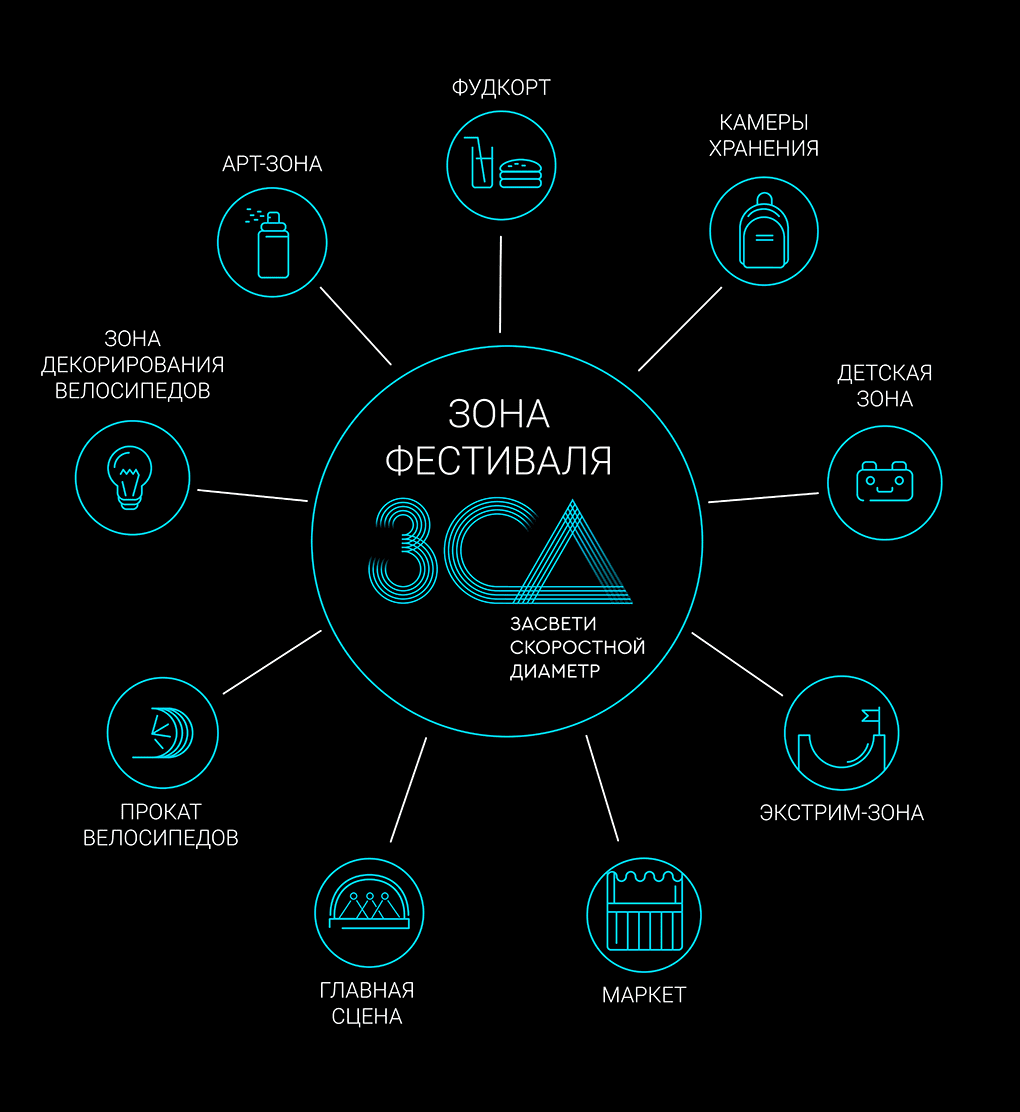 ФУДКОРТ
КАМЕРЫ
ХРАНЕНИЯ
АРТ-ЗОНА
ЗОНА
ДЕКОРИРОВАНИЯ
ВЕЛОСИПЕДОВ
ДЕТСКАЯ
ЗОНА
ЗОНА
ФЕСТИВАЛЯ
ЗСД
ЗАСВЕТИ
СКОРОСТНОЙ
ДИАМЕТР
ПРОКАТ
ВЕЛОСИПЕДОВ
ЭКСТРИМ-ЗОНА
ГЛАВНАЯ
СЦЕНА
МАРКЕТ